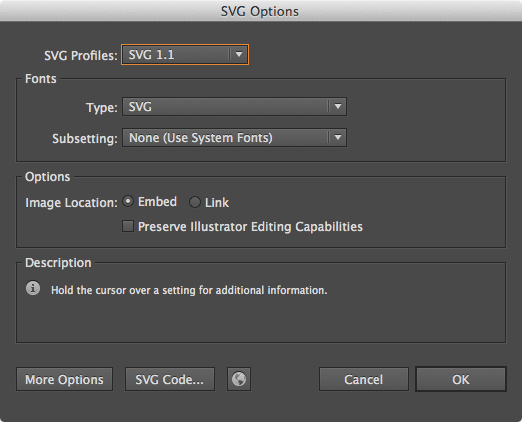 SVG Options
SVG Profiles: SVG 1.1
Fonts
Type: SVG
Subsetting: None (Use System Fonts)
Options
Image Location: Embed Link
Preserve Illustrator Editing Capabilities
Description
Hold the cursor over a setting for additional information.
More Options SVG Code... Cancel OK